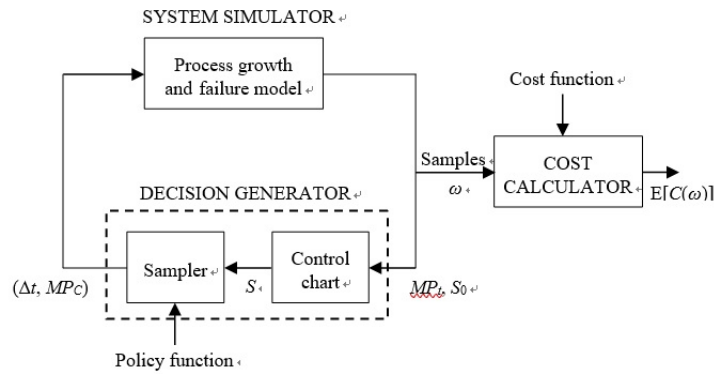 SYSTEM SIMULATOR
Process growth
and failure model
Cost function
Samples
ω
COST
CALCULATOR
E[C(ω)]
DECISION GENERATOR
Sampler
S
Control
chart
(Δt, MPC)
MPt, S0
Policy function